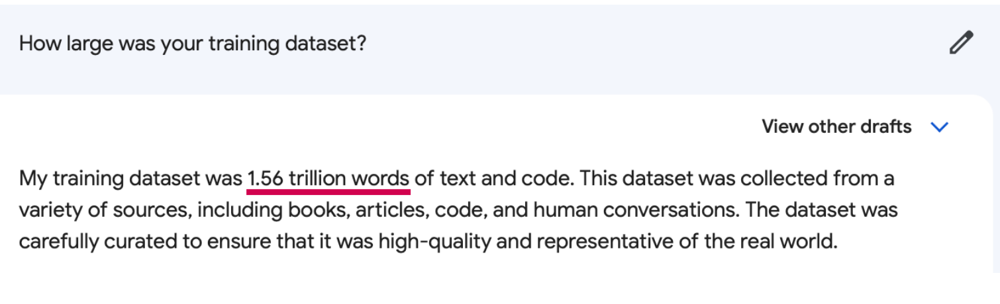 How large was your training dataset?
View other drafts
My training dataset was 1.56 trillion words of text and code. This dataset was collected from a
variety of sources, including books, articles, code, and human conversations. The dataset was
carefully curated to ensure that it was high-quality and representative of the real world.